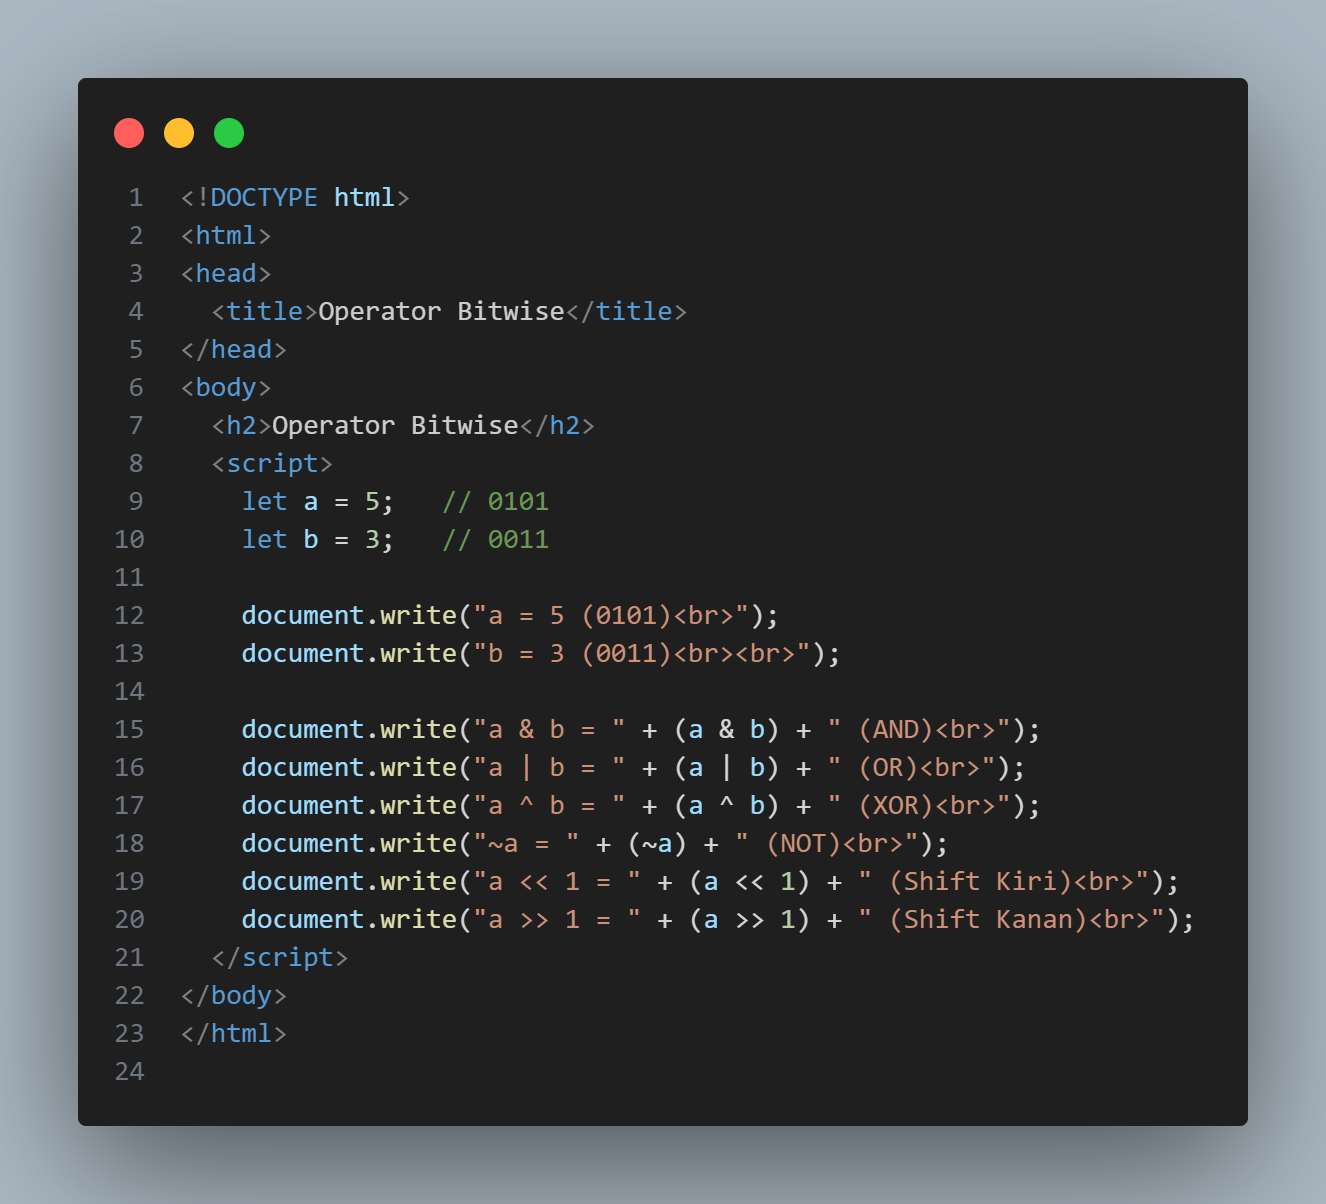 1 <!DOCTYPE html>
2 <html>
3 <head>
4   <title>Operator Bitwise</title>
5 </head>
6 <body>
7   <h2>Operator Bitwise</h2>
8   <script>
9     let a = 5;   // 0101
10     let b = 3;   // 0011
11
12     document.write("a = 5 (0101)<br>");
13     document.write("b = 3 (0011)<br><br>");
14
15     document.write("a & b = " + (a & b) + " (AND)<br>");
16     document.write("a | b = " + (a | b) + " (OR)<br>");
17     document.write("a ^ b = " + (a ^ b) + " (XOR)<br>");
18     document.write("~a = " + (~a) + " (NOT)<br>");
19     document.write("a << 1 = " + (a << 1) + " (Shift Kiri)<br>");
20     document.write("a >> 1 = " + (a >> 1) + " (Shift Kanan)<br>");
21   </script>
22 </body>
23 </html>
24